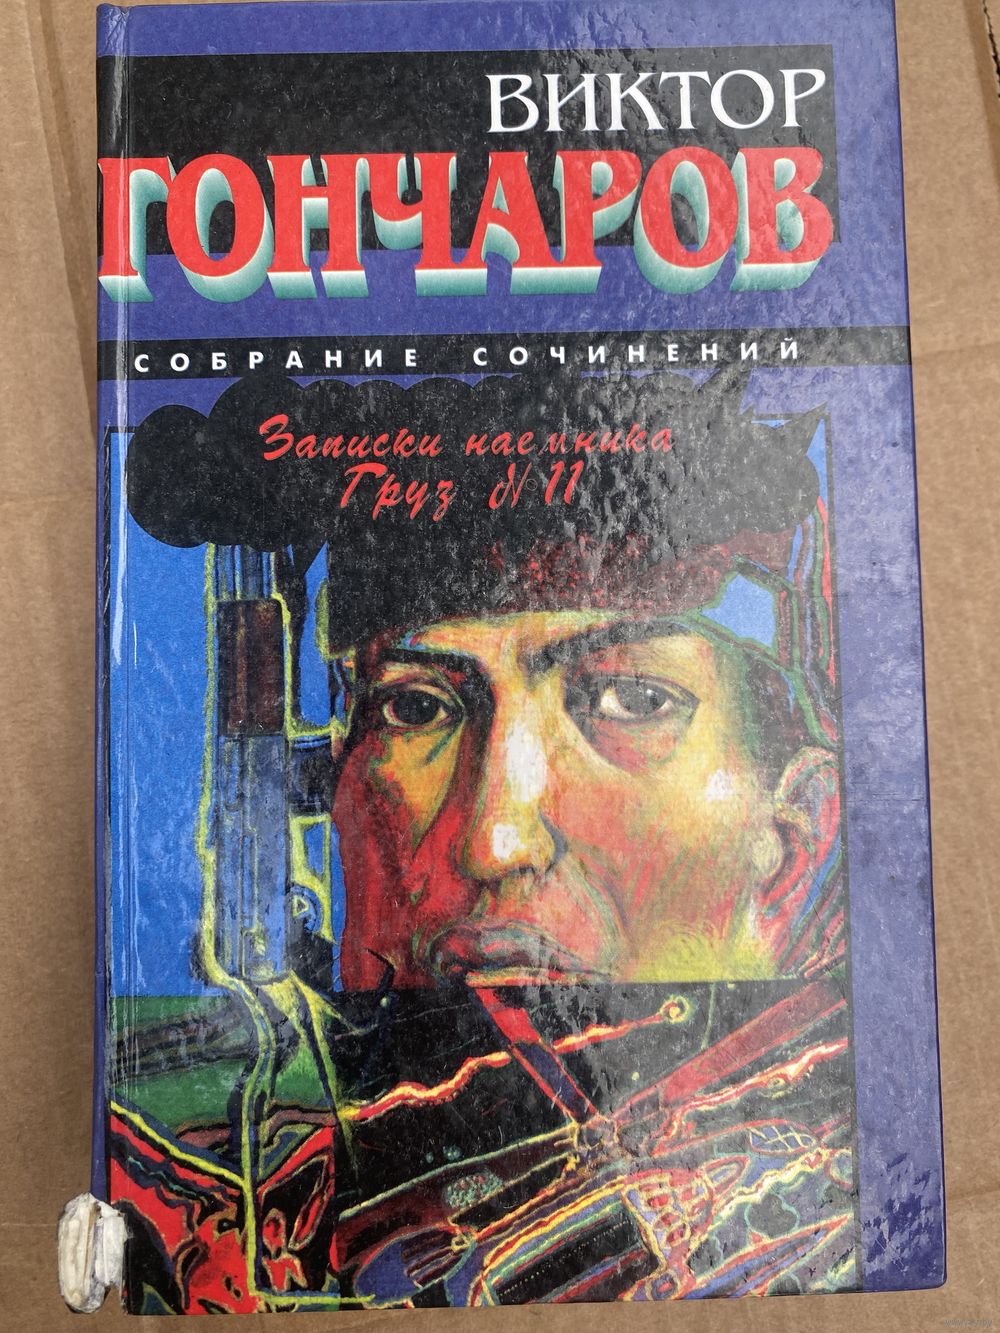 ВИКТОР
ГОНЧАРОВ
СОБРАНИЕ СОЧИНЕНИЙ
Записки наемника
Груз №11